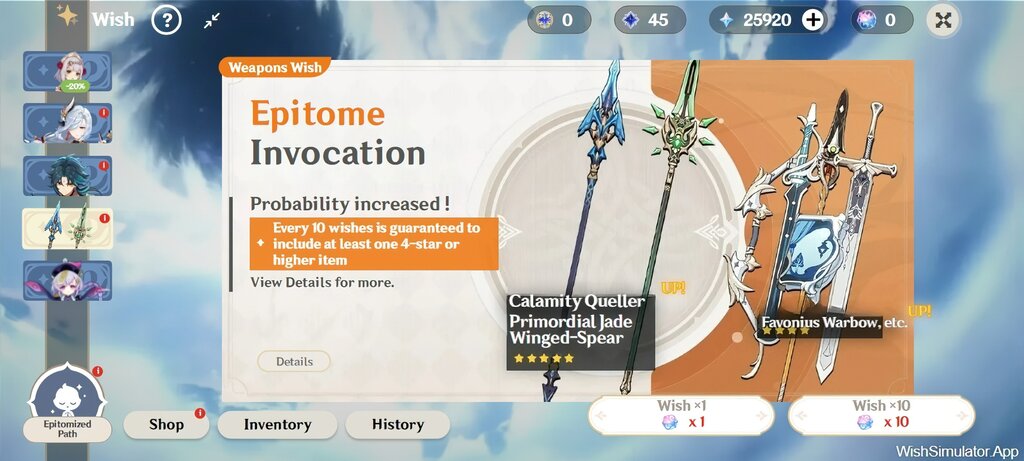 Wish
?
0
45
25920
0
Weapons Wish
Epitome
Invocation
Probability increased !
Every 10 wishes is guaranteed to
include at least one 4-star or
higher item
View Details for more.
Details
-20%
UP!
Calamity Queller
Primordial Jade
Winged-Spear
UP!
Favonius Warbow, etc.
Epitomized
Path
Shop
Inventory
History
Wish ×1
x 1
Wish ×10
x 10
WishSimulator.App